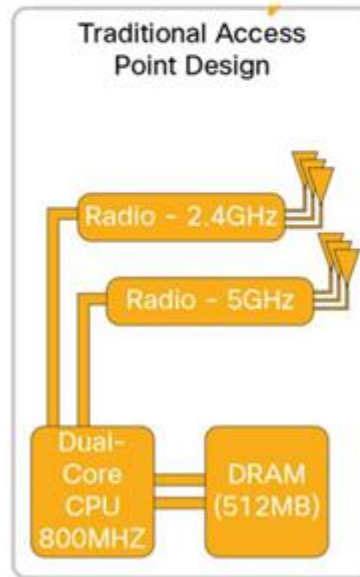 Traditional Access
Point Design
Radio - 2.4GHz
Radio - 5GHz
Dual-
Core
CPU
800MHZ
DRAM
(512MB)